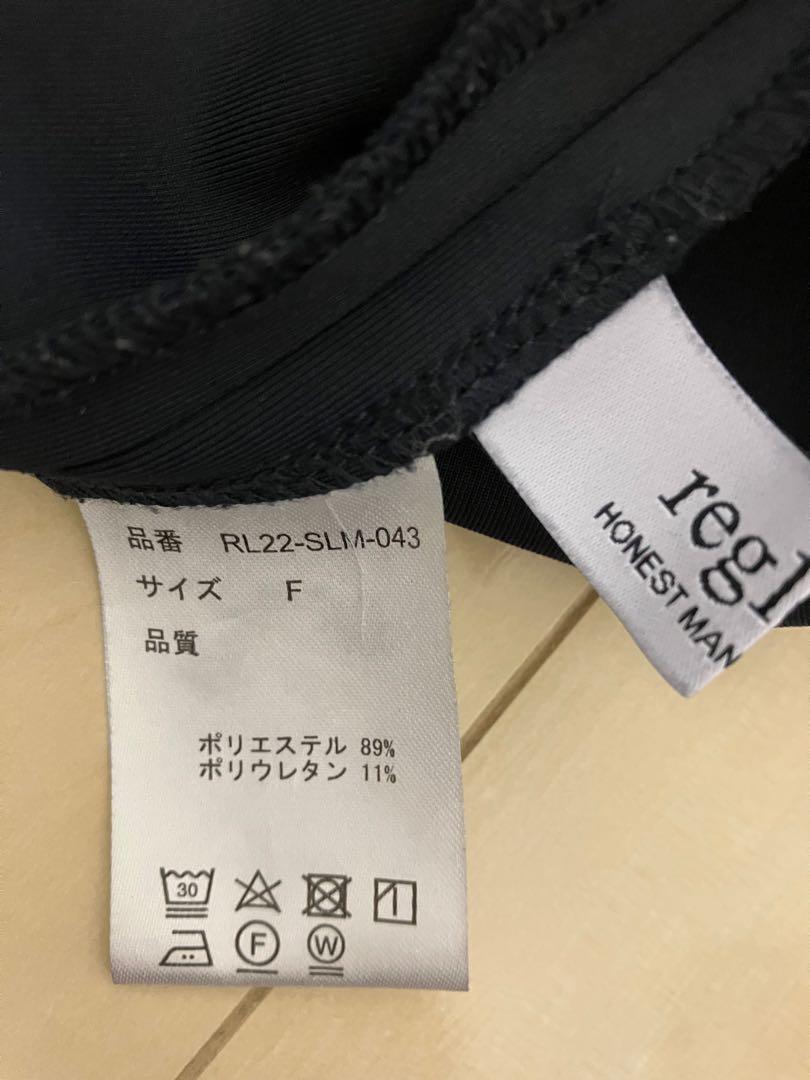 品番 RL22-SLM-043
サイズ F
品質
ポリエステル 89%
ポリウレタン 11%
30
F
W
regl
HONEST MAN